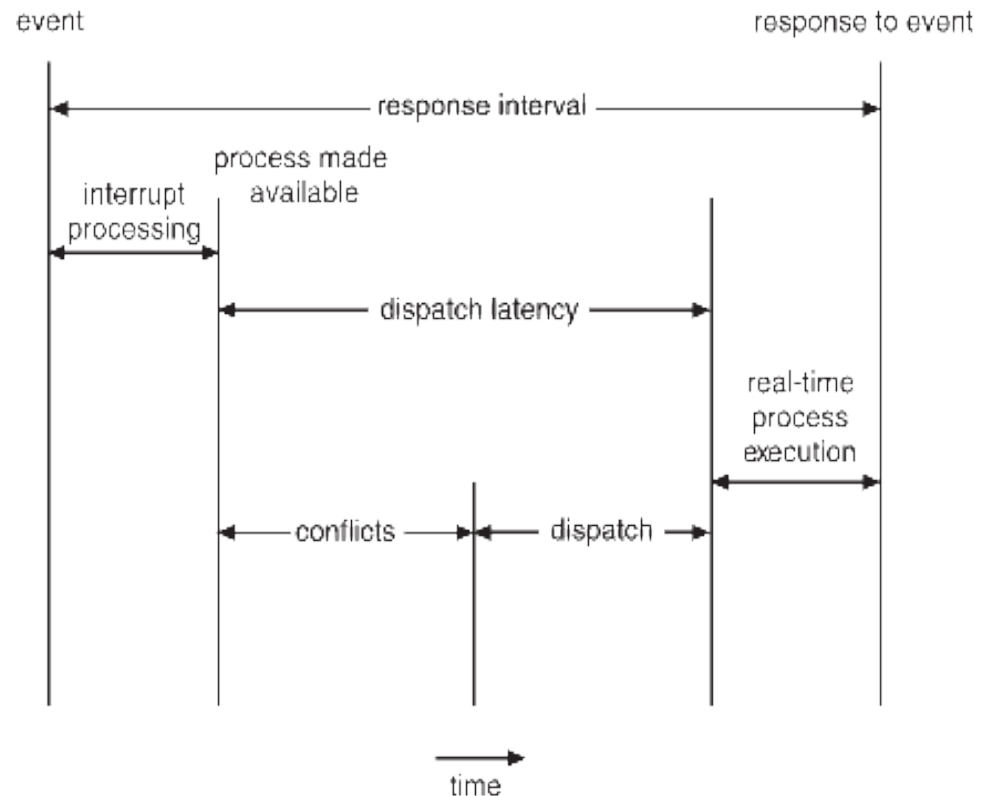 event
response to event
response interval
process made
available
interrupt
processing
dispatch latency
real-time
process
execution
conflicts
dispatch
time